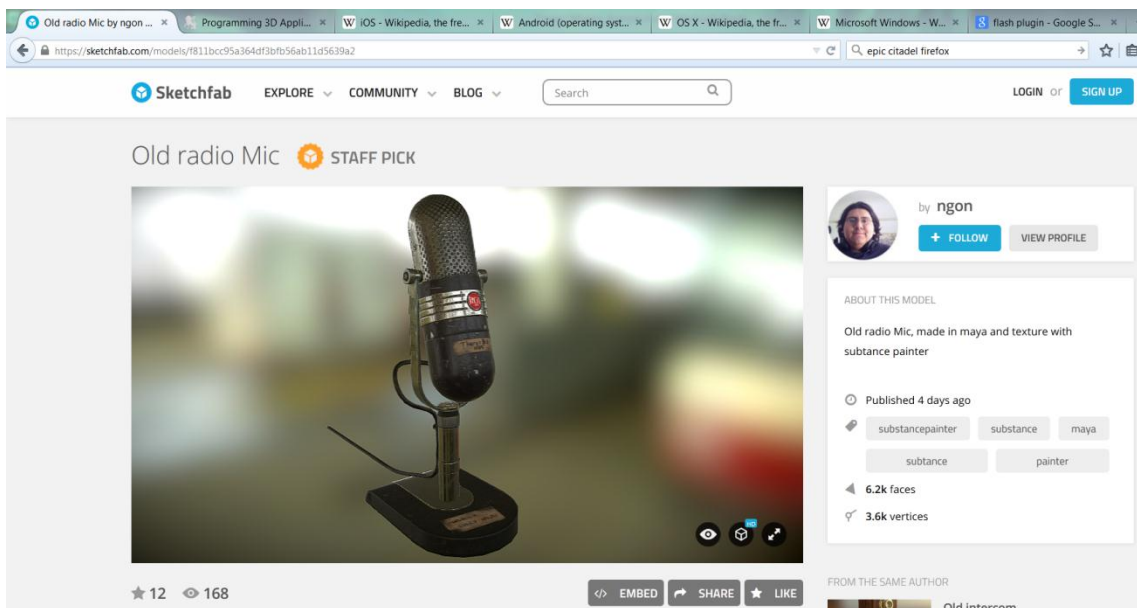 Old radio Mic by ngon ... ×
Programming 3D Appli... ×
W iOS - Wikipedia, the fre... ×
W Android (operating syst... ×
W OS X - Wikipedia, the fr... ×
W Microsoft Windows - W... ×
8 flash plugin - Google S... ×
https://sketchfab.com/models/f811bcc95a364df3bfb56ab11d5639a2
epic citadel firefox
Sketchfab
EXPLORE
COMMUNITY
BLOG
Search
LOGIN or
SIGN UP
Old radio Mic
STAFF PICK
by ngon
+ FOLLOW
VIEW PROFILE
ABOUT THIS MODEL
Old radio Mic, made in maya and texture with
subtance painter
Published 4 days ago
substancepainter
substance
maya
subtance
painter
6.2k faces
3.6k vertices
HD
12
168
</> EMBED
SHARE
LIKE
FROM THE SAME AUTHOR
Old intercom